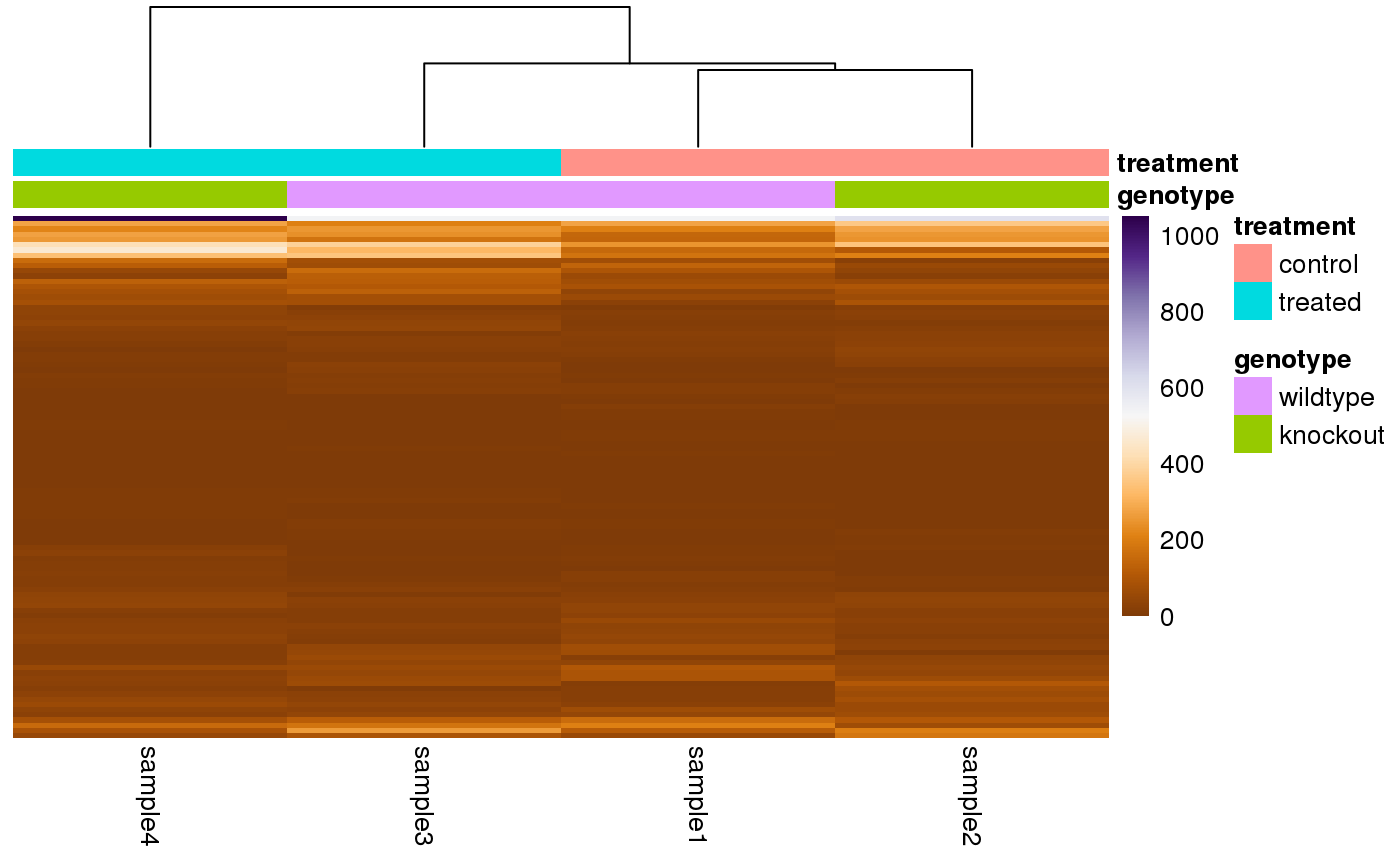 treatment
genotype
1000
800
600
400
200
0
treatment
control
treated
genotype
wildtype
knockout
sample4
sample3
sample1
sample2